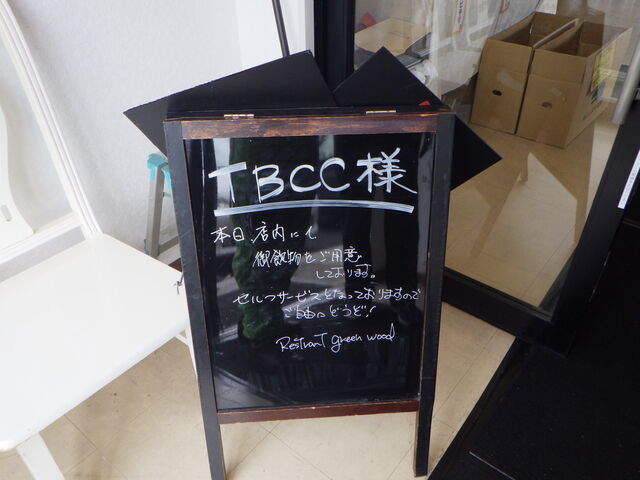 TBCC様
本日、店内にて
御飲物をご用意
しております。
セルフサービスとなっておりますので
ご自由にどうぞ!
RestranT green wood